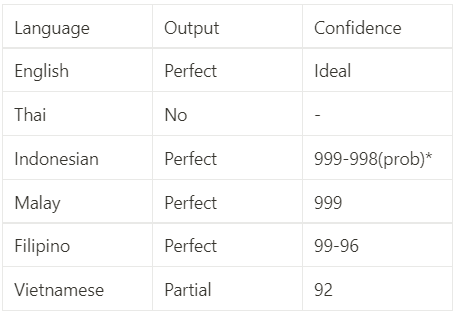 Language Output Confidence
English Perfect Ideal
Thai No -
Indonesian Perfect 999-998(prob)*
Malay Perfect 999
Filipino Perfect 99-96
Vietnamese Partial 92